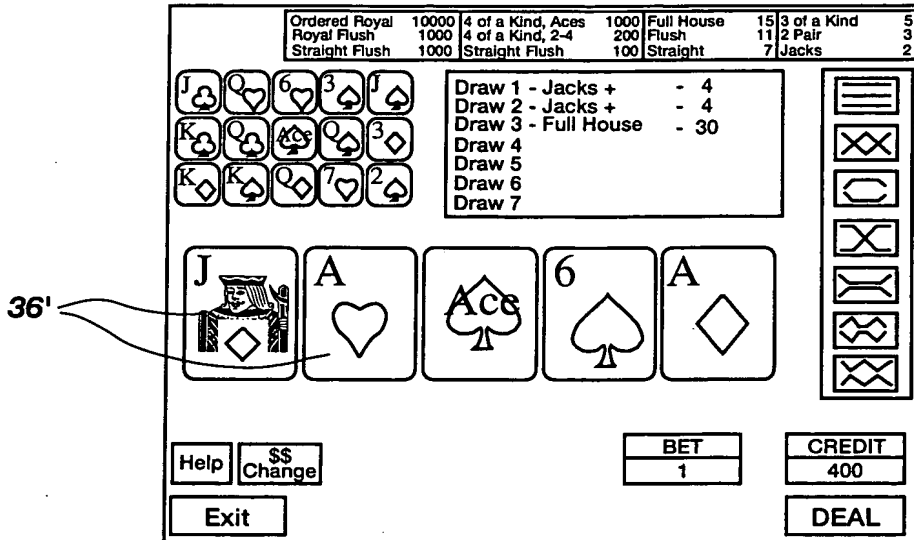 Ordered Royal 10000 4 of a Kind, Aces 1000 Full House 15 3 of a Kind 5
Royal Flush 1000 4 of a Kind, 2-4 200 Flush 11 2 Pair 3
Straight Flush 1000 Straight Flush 100 Straight 7 Jacks 2
J Q 6 3 J
K Q Ace Q 3
K K Q 7 2
Draw 1 - Jacks + - 4
Draw 2 - Jacks + - 4
Draw 3 - Full House - 30
Draw 4
Draw 5
Draw 6
Draw 7
J A Ace 6 A
36'
Help $$ Change
BET CREDIT
1 400
Exit DEAL